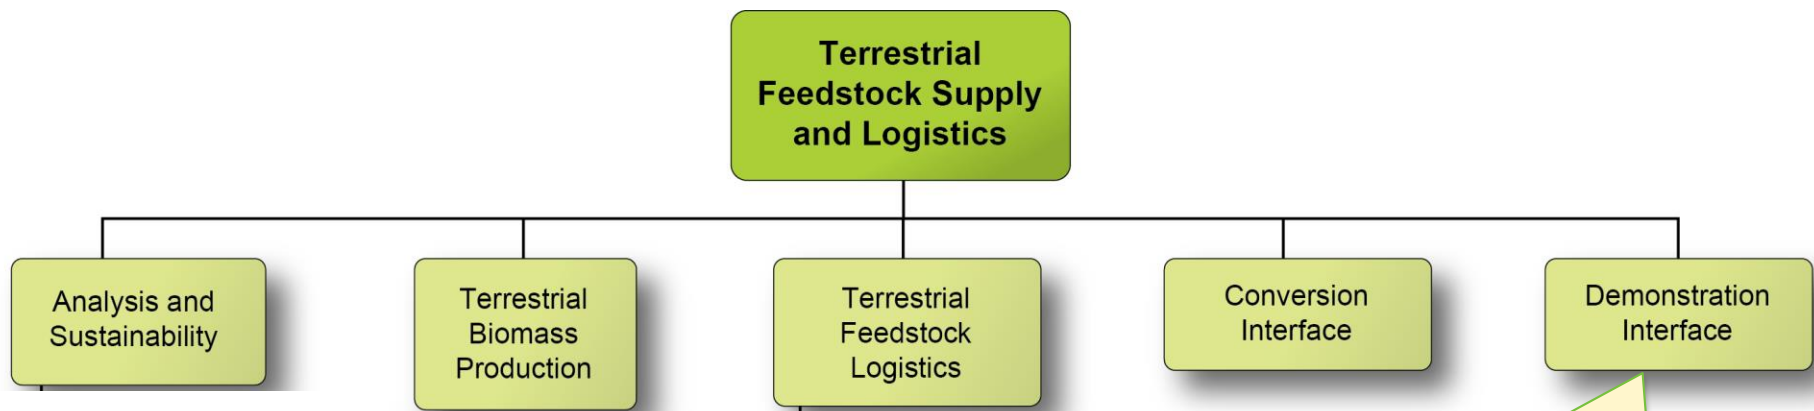 Terrestrial
Feedstock Supply
and Logistics
Analysis and
Sustainability
Terrestrial
Biomass
Production
Terrestrial
Feedstock
Logistics
Conversion
Interface
Demonstration
Interface